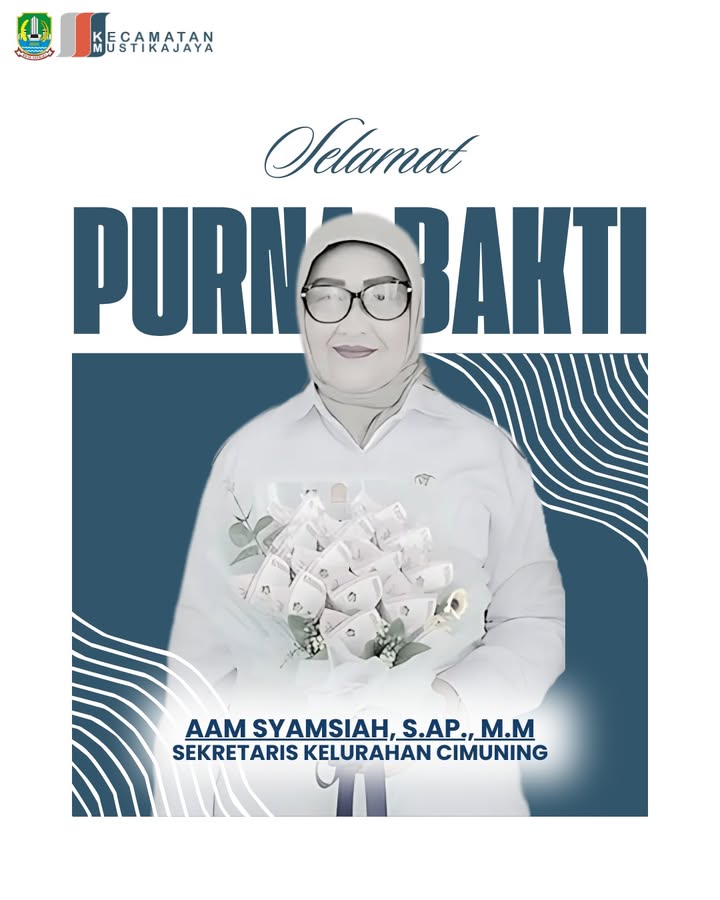 KECAMATAN
MUSTIKAJAYA
Selamat
PURNA BAKTI
AAM SYAMSIAH, S.AP., M.M
SEKRETARIS KELURAHAN CIMUNING